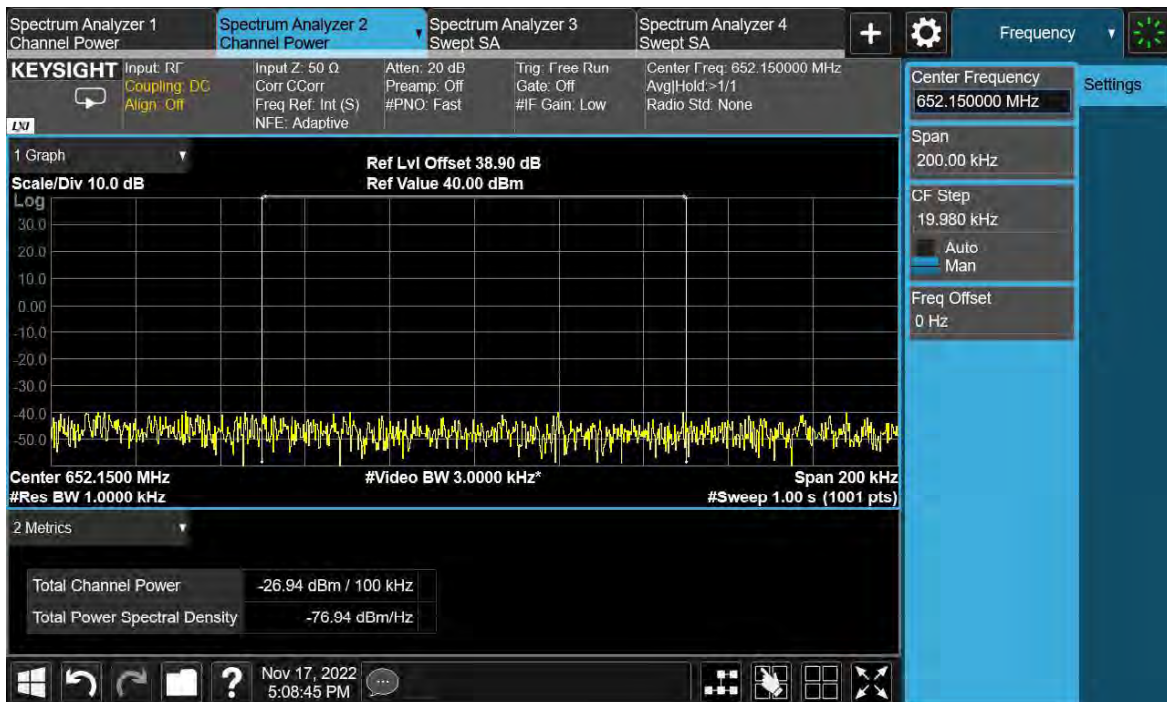 Spectrum Analyzer 1
Channel Power
Spectrum Analyzer 2
Channel Power
Spectrum Analyzer 3
Swept SA
Spectrum Analyzer 4
Swept SA
+
Frequency
KEYSIGHT
LXI
Input: RF
Coupling: DC
Align: Off
Input Z: 50 Ω
Corr CCorr
Freq Ref: Int (S)
NFE: Adaptive
Atten: 20 dB
Preamp: Off
#PNO: Fast
Trig: Free Run
Gate: Off
#IF Gain: Low
Center Freq: 652.150000 MHz
Avg|Hold:>1/1
Radio Std: None
Center Frequency
652.150000 MHz
Settings
Span
200.00 kHz
CF Step
19.980 kHz
Auto
Man
Freq Offset
0 Hz
1 Graph
Scale/Div 10.0 dB
Ref Lvl Offset 38.90 dB
Ref Value 40.00 dBm
Log
30.0
20.0
10.0
0.00
-10.0
-20.0
-30.0
-40.0
-50.0
Center 652.1500 MHz
#Res BW 1.0000 kHz
#Video BW 3.0000 kHz*
Span 200 kHz
#Sweep 1.00 s (1001 pts)
2 Metrics
Total Channel Power -26.94 dBm / 100 kHz
Total Power Spectral Density -76.94 dBm/Hz
?
Nov 17, 2022
5:08:45 PM